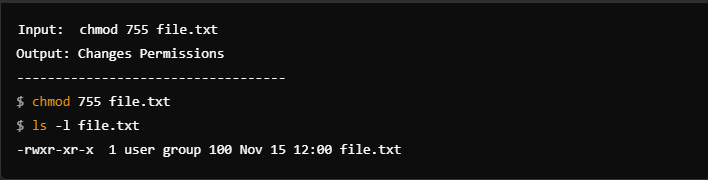 Input:  chmod 755 file.txt
Output: Changes Permissions
-----------------------------------
$ chmod 755 file.txt
$ ls -l file.txt
-rwxr-xr-x  1 user group 100 Nov 15 12:00 file.txt